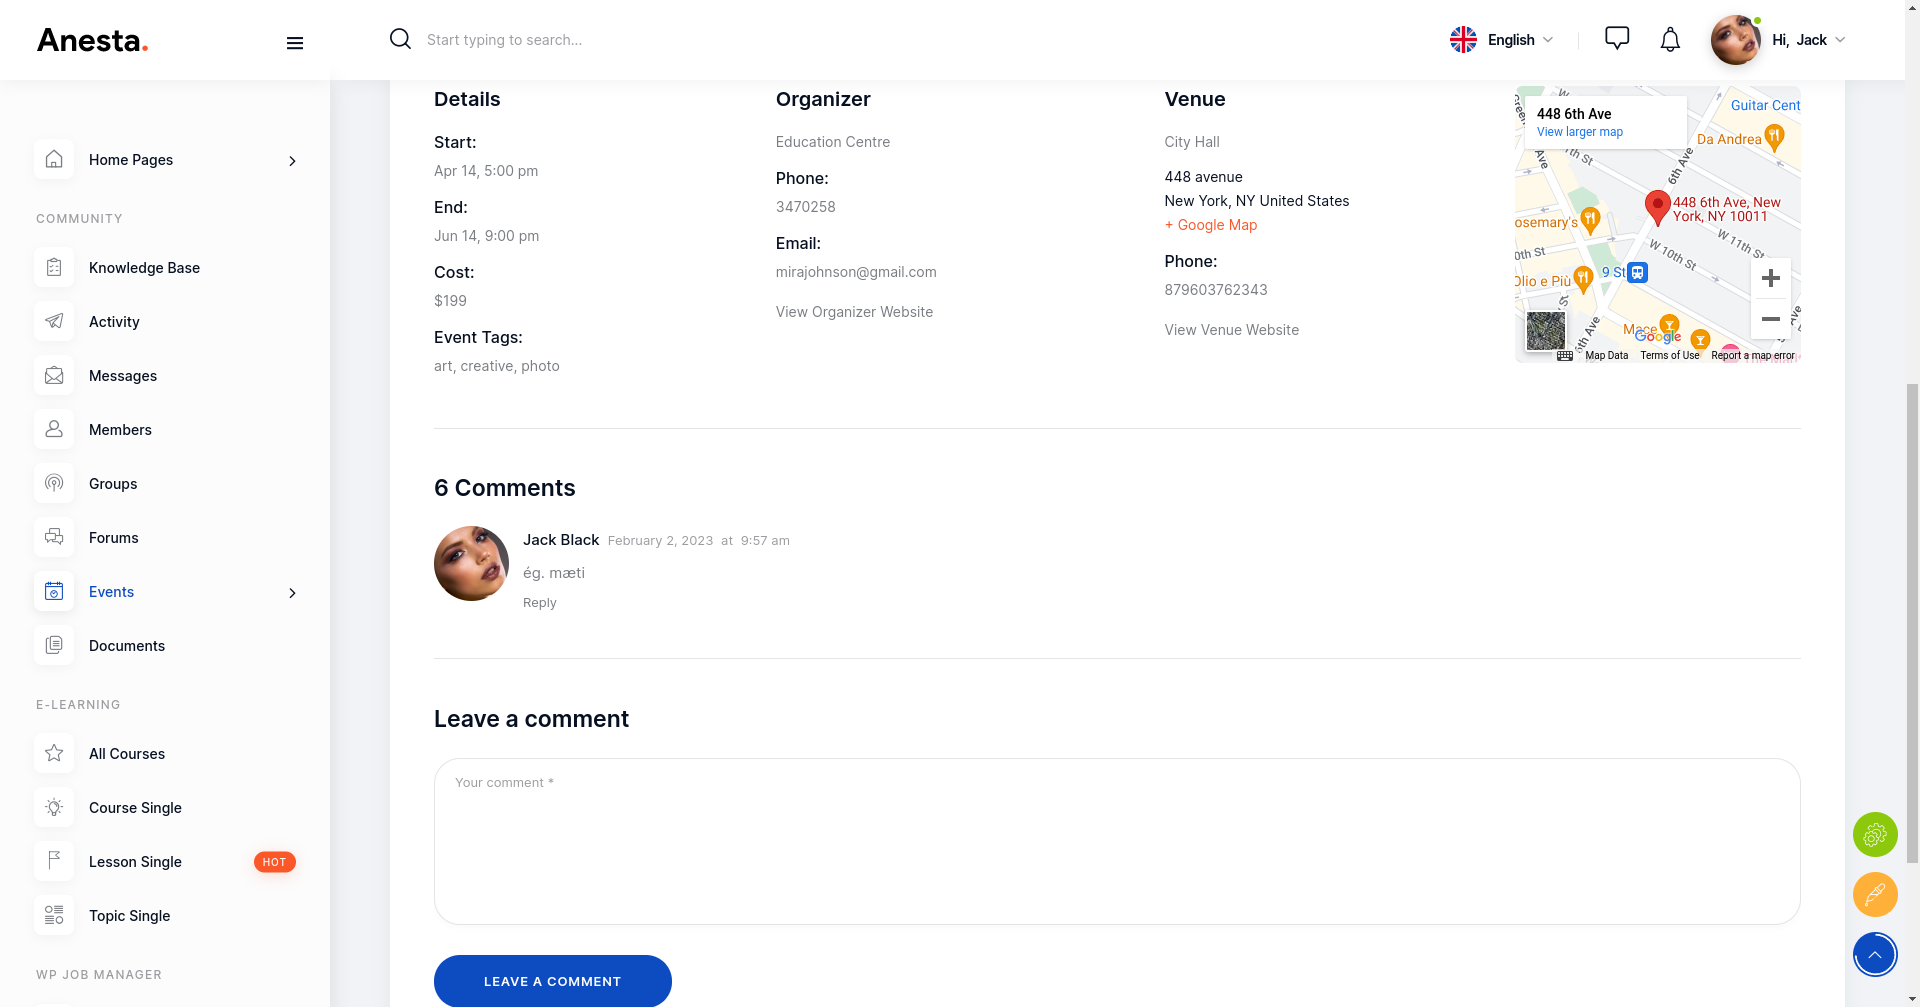 Anesta.
Start typing to search...
English
Hi, Jack
Home Pages
COMMUNITY
Knowledge Base
Activity
Messages
Members
Groups
Forums
Events
Documents
E-LEARNING
All Courses
Course Single
Lesson Single
HOT
Topic Single
WP JOB MANAGER
Details
Start:
Apr 14, 5:00 pm
End:
Jun 14, 9:00 pm
Cost:
$199
Event Tags:
art, creative, photo
Organizer
Education Centre
Phone:
3470258
Email:
mirajohnson@gmail.com
View Organizer Website
Venue
City Hall
448 avenue
New York, NY United States
+ Google Map
Phone:
879603762343
View Venue Website
448 6th Ave
View larger map
Guitar Cent
Da Andrea
6th Ave
448 6th Ave, New
York, NY 10011
osemary's
W 11th St
W 10th St
9 St
Olio e Più
Mace
Google
Map Data
Terms of Use
Report a map error
6 Comments
Jack Black February 2, 2023 at 9:57 am
ég. mæti
Reply
Leave a comment
Your comment *
LEAVE A COMMENT